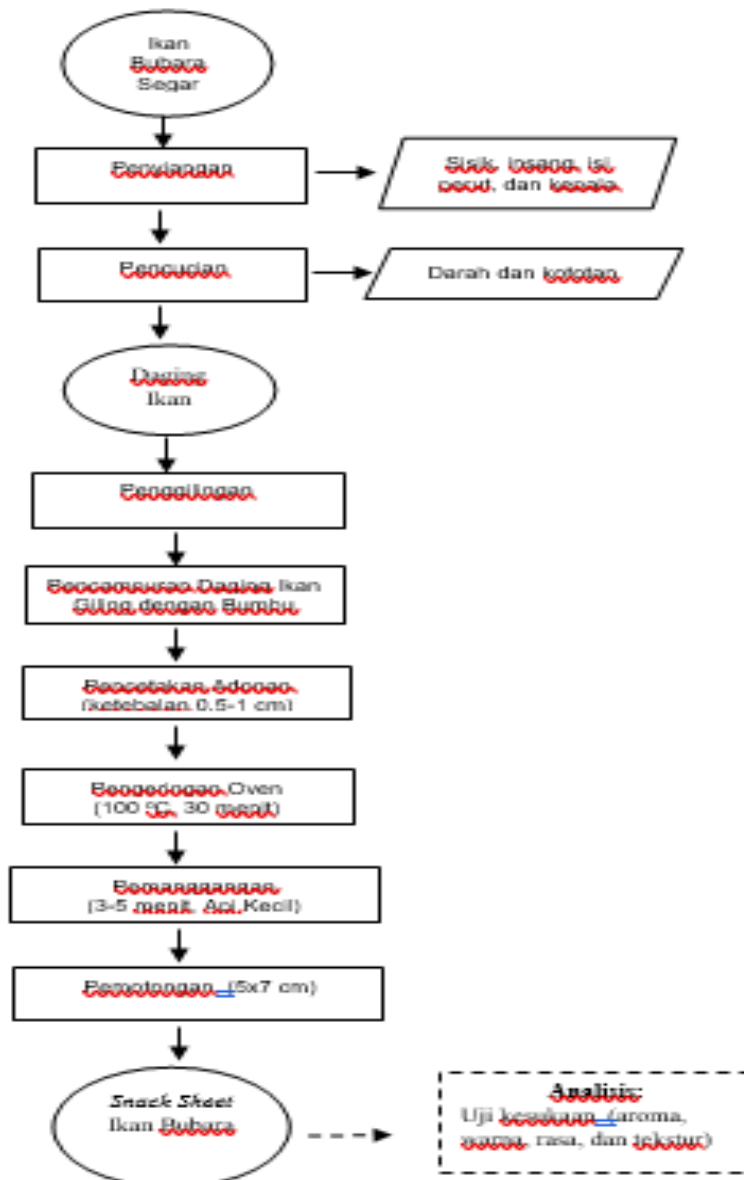 Ikan
Bubara
Segar
Penyiangan
Sisik, insang, isi
perut, dan kepala
Pencucian
Darah dan kototan
Daging
Ikan
Penggilingan
Pencampuran Daging Ikan
Giling dengan Bumbu
Pencetakan Adonan
(ketebalan 0.5-1 cm)
Pengeringan Oven
(100 °C, 30 menit)
Pemanggangan
(3-5 menit, Api Kecil)
Pemotongan (5x7 cm)
Snack Sheet
Ikan Bubara
Analisis:
Uji kesukaan (aroma,
warna, rasa, dan tekstur)